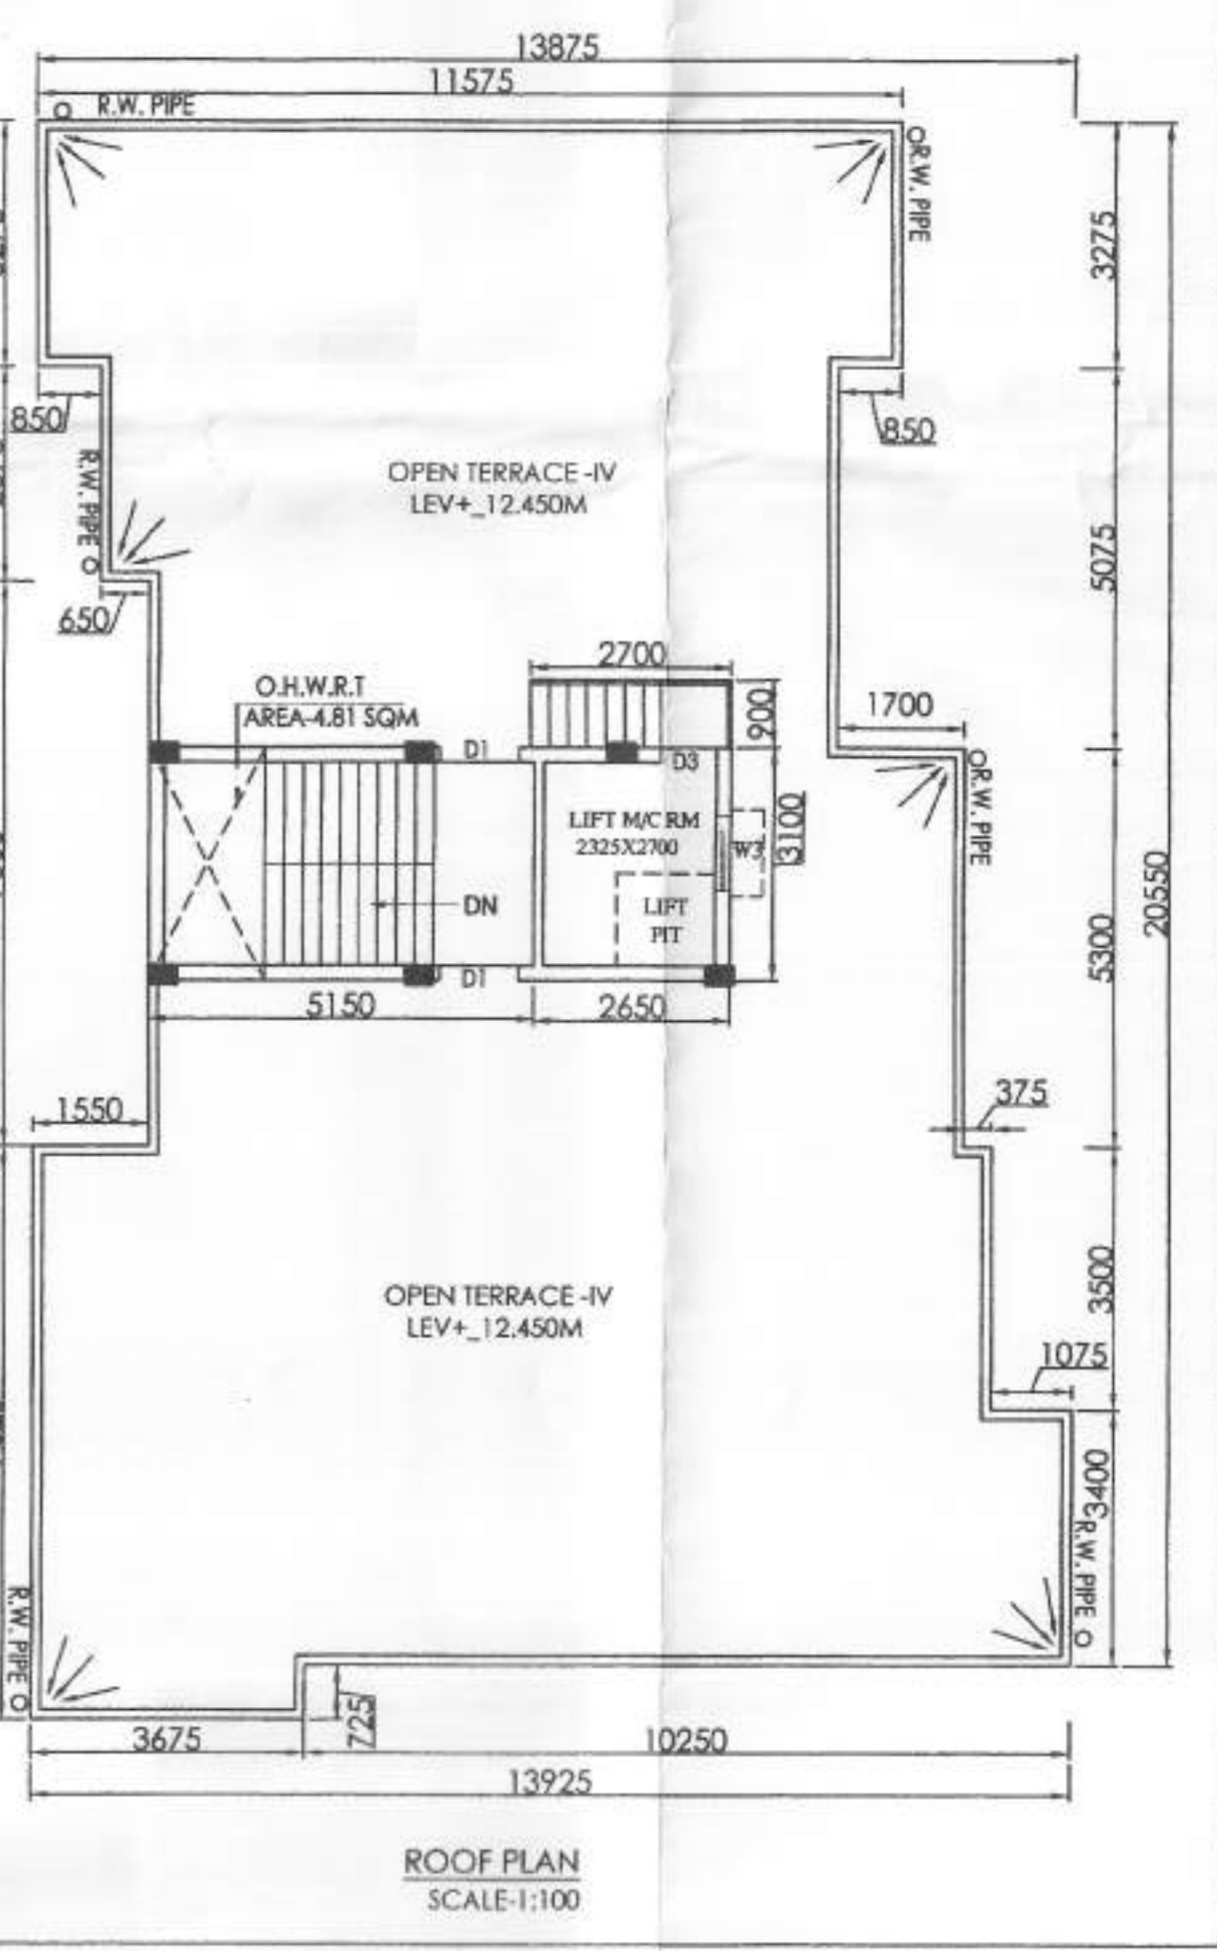 13875
11575
R.W. PIPE
R.W. PIPE
3275
850
850
R.W. PIPE
OPEN TERRACE -IV
LEV+_12.450M
5075
650
2700
O.H.W.R.T
AREA-4.81 SQM
900
1700
D1
D3
R.W. PIPE
LIFT M/C RM
2325X2700
W3
3100
20550
DN
LIFT
PIT
5300
D1
5150
2650
1550
375
OPEN TERRACE -IV
LEV+_12.450M
3500
1075
3400
R.W. PIPE
R.W. PIPE
725
3675
10250
13925
ROOF PLAN
SCALE-1:100